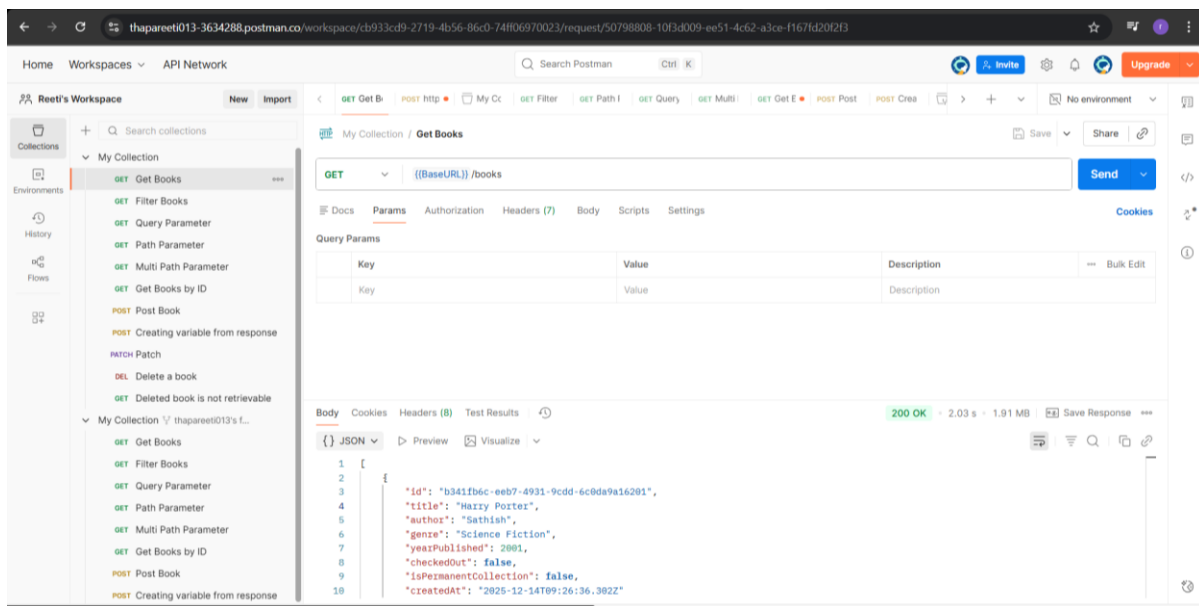 thapareeti013-3634288.postman.co/workspace/cb933cd9-2719-4b56-86c0-74ff06970023/request/50798808-10f3d009-ee51-4c62-a3ce-f167fd20f2f3
Home Workspaces API Network Search Postman Ctrl K Invite Upgrade
Reeti's Workspace New Import GET Get B POST http My Cc GET Filter GET Path GET Query GET Multi GET Get E POST Post POST Crea No environment
Collections
Search collections
My Collection / Get Books Save Share
My Collection
GET Get Books
GET {{BaseURL}} /books Send
Environments
GET Filter Books
Docs Params Authorization Headers (7) Body Scripts Settings Cookies
GET Query Parameter
History
Query Params
GET Path Parameter
Key Value Description Bulk Edit
GET Multi Path Parameter
Flows
GET Get Books by ID
Key Value Description
POST Post Book
POST Creating variable from response
PATCH Patch
DEL Delete a book
GET Deleted book is not retrievable
My Collection thapareeti013's f...
Body Cookies Headers (8) Test Results 200 OK 2.03 s 1.91 MB Save Response
GET Get Books
{} JSON Preview Visualize
GET Filter Books
GET Query Parameter
GET Path Parameter
GET Multi Path Parameter
GET Get Books by ID
POST Post Book
POST Creating variable from response
1 [
2 {
3 "id": "b341fb6c-eeb7-4931-9cdd-6c0da9a16201",
4 "title": "Harry Porter",
5 "author": "Sathish",
6 "genre": "Science Fiction",
7 "yearPublished": 2001,
8 "checkedOut": false,
9 "isPermanentCollection": false,
10 "createdAt": "2025-12-14T09:26:36.302Z"